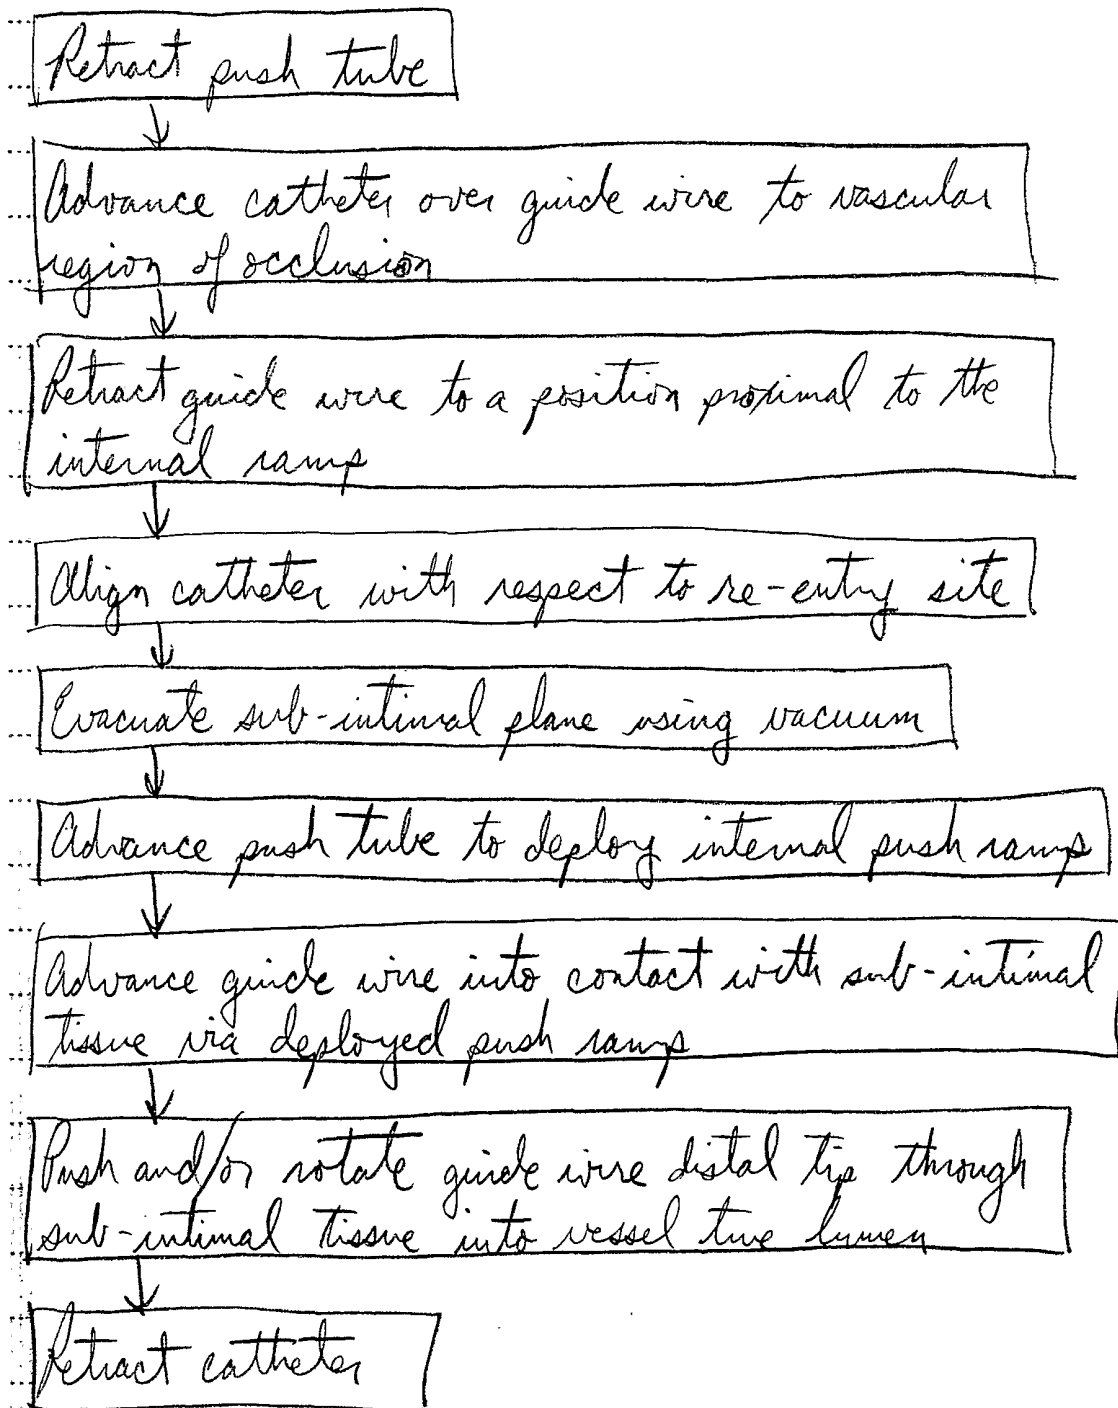 Retract push tube
Advance catheter over guide wire to vascular
region of occlusion
Retract guide wire to a position proximal to the
internal ramp
Align catheter with respect to re-entry site
Evacuate sub-intimal plane using vacuum
Advance push tube to deploy internal push ramp
Advance guide wire into contact with sub-intimal
tissue via deployed push ramp
Push and/or rotate guide wire distal tip through
sub-intimal tissue into vessel true lumen
Retract catheter